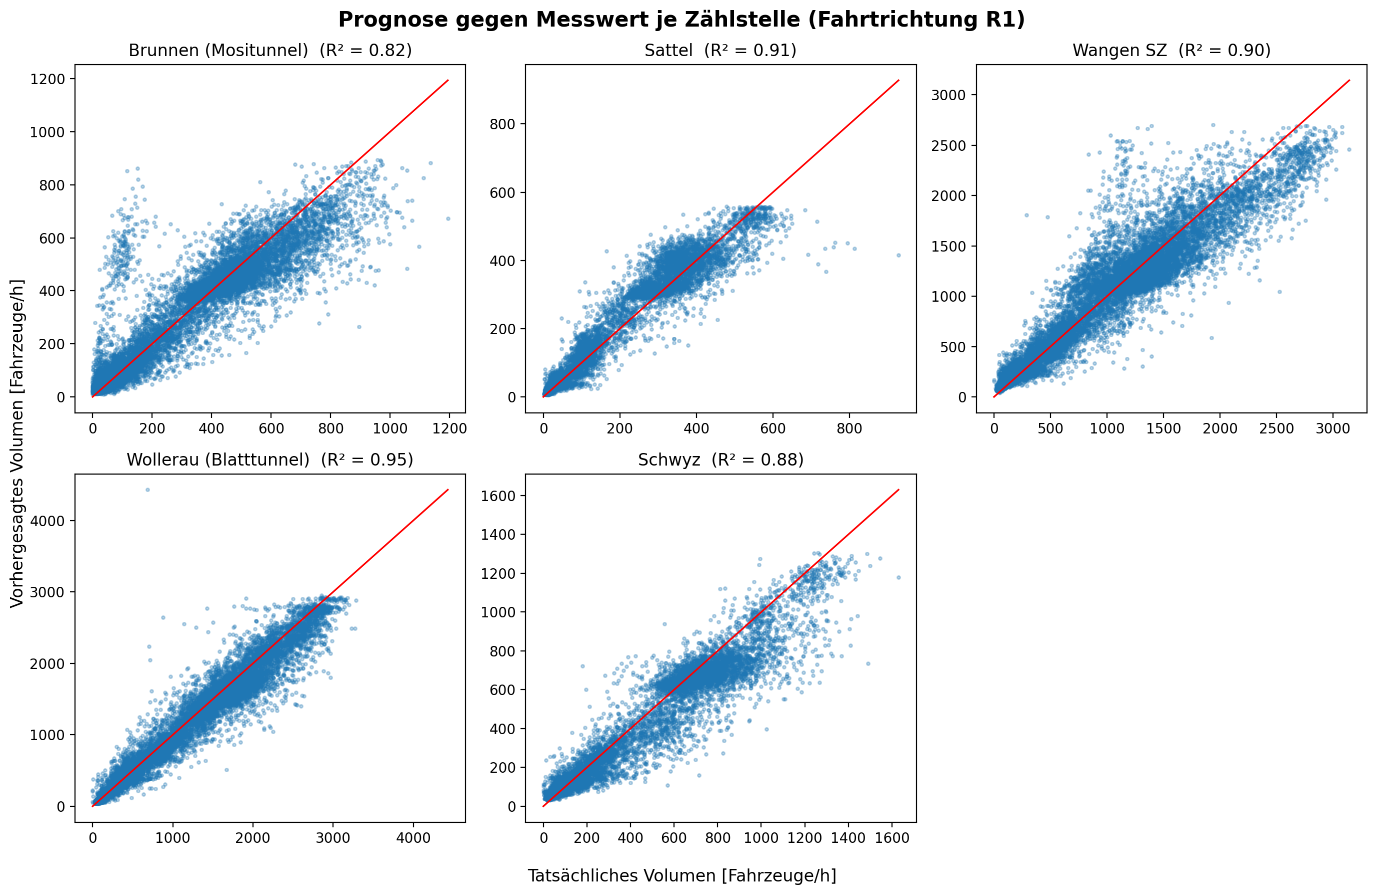 Prognose gegen Messwert je Zählstelle (Fahrtrichtung R1)
Brunnen (Mositunnel)  (R² = 0.82)
1200
1000
800
600
400
200
0
0 200 400 600 800 1000 1200
Sattel  (R² = 0.91)
800
600
400
200
0
0 200 400 600 800
Wangen SZ  (R² = 0.90)
3000
2500
2000
1500
1000
500
0
0 500 1000 1500 2000 2500 3000
Vorhergesagtes Volumen [Fahrzeuge/h]
Wollerau (Blatttunnel)  (R² = 0.95)
4000
3000
2000
1000
0
0 1000 2000 3000 4000
Schwyz  (R² = 0.88)
1600
1400
1200
1000
800
600
400
200
0
0 200 400 600 800 1000 1200 1400 1600
Tatsächliches Volumen [Fahrzeuge/h]